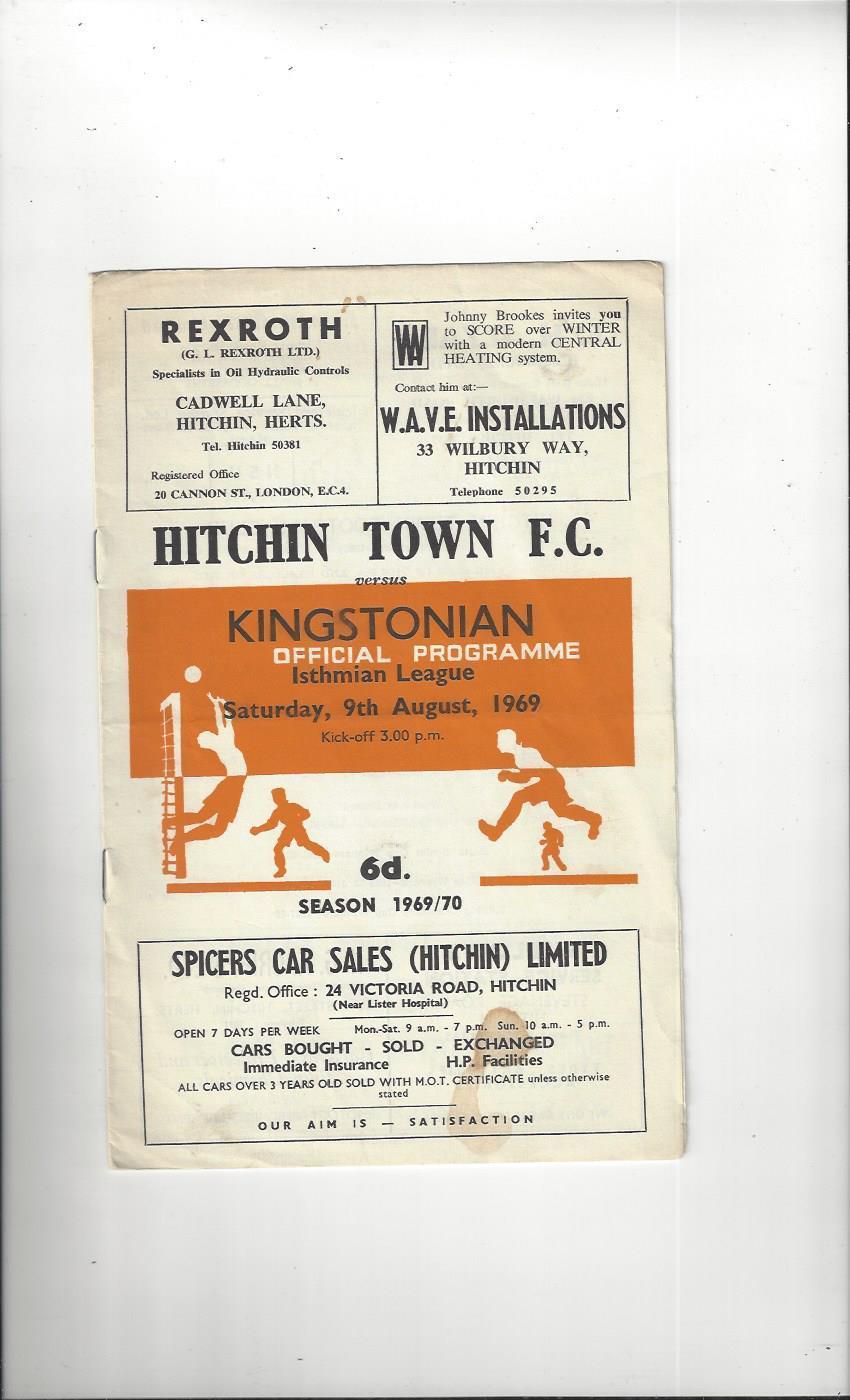 REXROTH
(G. L. REXROTH LTD.)
Specialists in Oil Hydraulic Controls
CADWELL LANE,
HITCHIN, HERTS.
Tel. Hitchin 50381
Registered Office
20 CANNON ST., LONDON, E.C.4.
WA
Johnny Brookes invites you
to SCORE over WINTER
with a modern CENTRAL
HEATING system.
Contact him at:—
W.A.V.E. INSTALLATIONS
33 WILBURY WAY,
HITCHIN
Telephone 50295
HITCHIN TOWN F.C.
versus
KINGSTONIAN
OFFICIAL PROGRAMME
Isthmian League
Saturday, 9th August, 1969
Kick-off 3.00 p.m.
6d.
SEASON 1969/70
SPICERS CAR SALES (HITCHIN) LIMITED
Regd. Office : 24 VICTORIA ROAD, HITCHIN
(Near Lister Hospital)
OPEN 7 DAYS PER WEEK Mon.-Sat. 9 a.m. - 7 p.m. Sun. 10 a.m. - 5 p.m.
CARS BOUGHT - SOLD - EXCHANGED
Immediate Insurance H.P. Facilities
ALL CARS OVER 3 YEARS OLD SOLD WITH M.O.T. CERTIFICATE unless otherwise
stated
OUR AIM IS — SATISFACTION